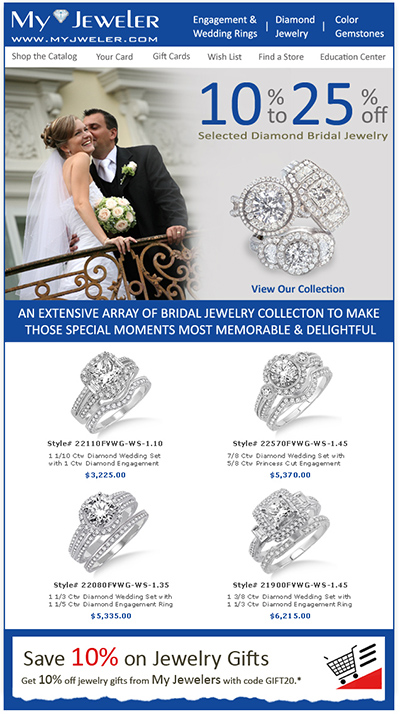 My Jeweler
www.myjweler.com
Engagement & Wedding Rings | Diamond Jewelry | Color Gemstones
Shop the Catalog Your Card Gift Cards Wish List Find a Store Education Center
10% to 25% off
Selected Diamond Bridal Jewelry
View Our Collection
AN EXTENSIVE ARRAY OF BRIDAL JEWELRY COLLECTON TO MAKE
THOSE SPECIAL MOMENTS MOST MEMORABLE & DELIGHTFUL
Style# 22110FVWG-WS-1.10
1 1/10 Ctw Diamond Wedding Set
with 1 Ctw Diamond Engagement
$3,225.00
Style# 22570FVWG-WS-1.45
7/8 Ctw Diamond Wedding Set with
5/8 Ctw Princess Cut Engagement
$5,370.00
Style# 22080FVWG-WS-1.35
1 1/3 Ctw Diamond Wedding Set with
1 1/5 Ctw Diamond Engagement Ring
$5,335.00
Style# 21900FVWG-WS-1.45
1 3/8 Ctw Diamond Wedding Set with
1 1/3 Ctw Diamond Engagement Ring
$6,215.00
Save 10% on Jewelry Gifts
Get 10% off jewelry gifts from My Jewelers with code GIFT20.*